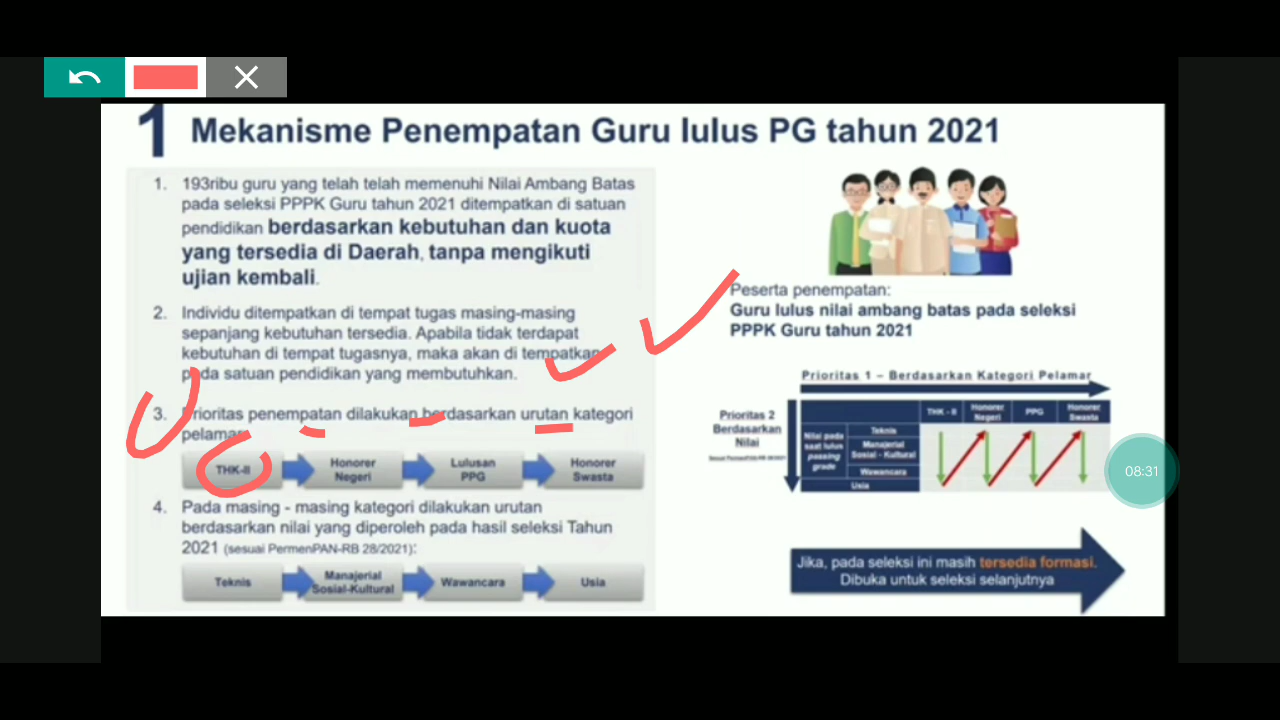 1 Mekanisme Penempatan Guru lulus PG tahun 2021
1. 193ribu guru yang telah telah memenuhi Nilai Ambang Batas
pada seleksi PPPK Guru tahun 2021 ditempatkan di satuan
pendidikan berdasarkan kebutuhan dan kuota
yang tersedia di Daerah, tanpa mengikuti
ujian kembali.
2. Individu ditempatkan di tempat tugas masing-masing
sepanjang kebutuhan tersedia. Apabila tidak terdapat
kebutuhan di tempat tugasnya, maka akan di tempatkan
pada satuan pendidikan yang membutuhkan.
3. Prioritas penempatan dilakukan berdasarkan urutan kategori
pelamar
THK-II
Honorer
Negeri
Lulusan
PPG
Honorer
Swasta
4. Pada masing - masing kategori dilakukan urutan
berdasarkan nilai yang diperoleh pada hasil seleksi Tahun
2021 (sesuai PermenPAN-RB 28/2021):
Teknis
Manajerial
Sosial-Kultural
Wawancara
Usia
Peserta penempatan:
Guru lulus nilai ambang batas pada seleksi
PPPK Guru tahun 2021
Prioritas 1 – Berdasarkan Kategori Pelamar
Prioritas 2
Berdasarkan
Nilai
THK - II
Honorer
Negeri
PPG
Honorer
Swasta
Nilai pada
saat lulus
passing
grade
Teknis
Manajerial
Sosial - Kultural
Wawancara
Usia
08:31
Jika, pada seleksi ini masih tersedia formasi.
Dibuka untuk seleksi selanjutnya